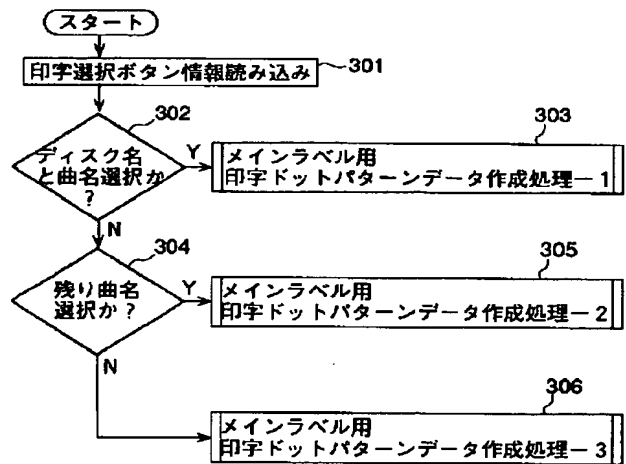 スタート
印字選択ボタン情報読み込み
301
302
303
ディスク名
と曲名選択か
?
Y
メインラベル用
印字ドットパターンデータ作成処理ー1
N
304
305
残り曲名
選択か?
Y
メインラベル用
印字ドットパターンデータ作成処理ー2
N
306
メインラベル用
印字ドットパターンデータ作成処理ー3